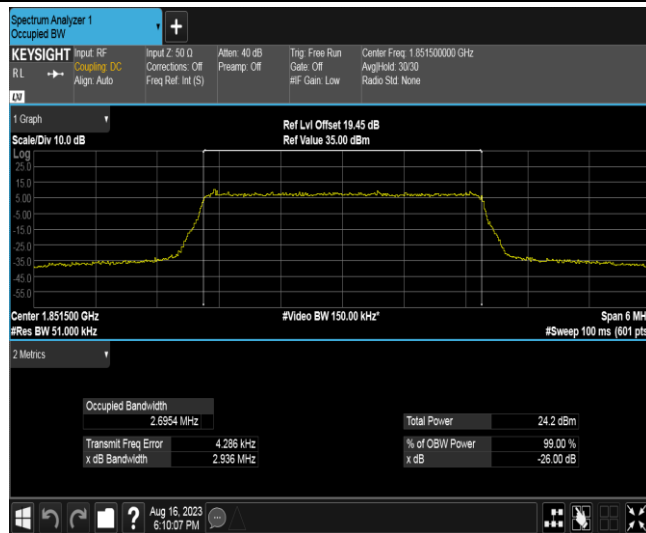 Spectrum Analyzer 1
Occupied BW
KEYSIGHT
RL
Input: RF
Coupling: DC
Align: Auto
Input Z: 50 Ω
Corrections: Off
Freq Ref: Int (S)
Atten: 40 dB
Preamp: Off
Trig: Free Run
Gate: Off
#IF Gain: Low
Center Freq: 1.851500000 GHz
Avg|Hold: 30/30
Radio Std: None
1 Graph
Scale/Div 10.0 dB
Ref Lvl Offset 19.45 dB
Ref Value 35.00 dBm
Log
25.0
15.0
5.00
-5.00
-15.0
-25.0
-35.0
-45.0
-55.0
Center 1.851500 GHz
#Video BW 150.00 kHz*
Span 6 MH
#Res BW 51.000 kHz
#Sweep 100 ms (601 pts
2 Metrics
Occupied Bandwidth
2.6954 MHz
Total Power 24.2 dBm
Transmit Freq Error 4.286 kHz
% of OBW Power 99.00 %
x dB Bandwidth 2.936 MHz
x dB -26.00 dB
Aug 16, 2023
6:10:07 PM